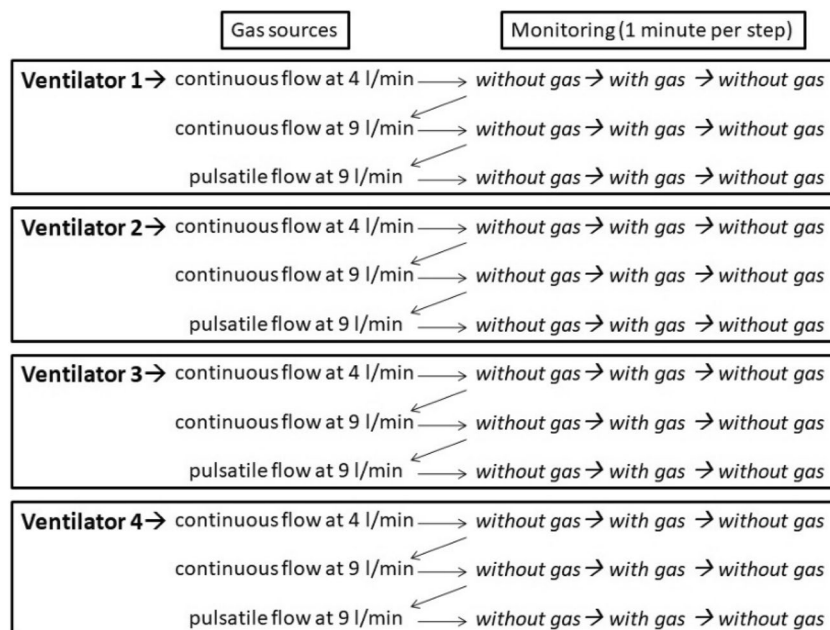 Gas sources Monitoring (1 minute per step)
Ventilator 1→ continuous flow at 4 l/min → without gas → with gas → without gas
continuous flow at 9 l/min → without gas → with gas → without gas
pulsatile flow at 9 l/min → without gas → with gas → without gas
Ventilator 2→ continuous flow at 4 l/min → without gas → with gas → without gas
continuous flow at 9 l/min → without gas → with gas → without gas
pulsatile flow at 9 l/min → without gas → with gas → without gas
Ventilator 3→ continuous flow at 4 l/min → without gas → with gas → without gas
continuous flow at 9 l/min → without gas → with gas → without gas
pulsatile flow at 9 l/min → without gas → with gas → without gas
Ventilator 4→ continuous flow at 4 l/min → without gas → with gas → without gas
continuous flow at 9 l/min → without gas → with gas → without gas
pulsatile flow at 9 l/min → without gas → with gas → without gas